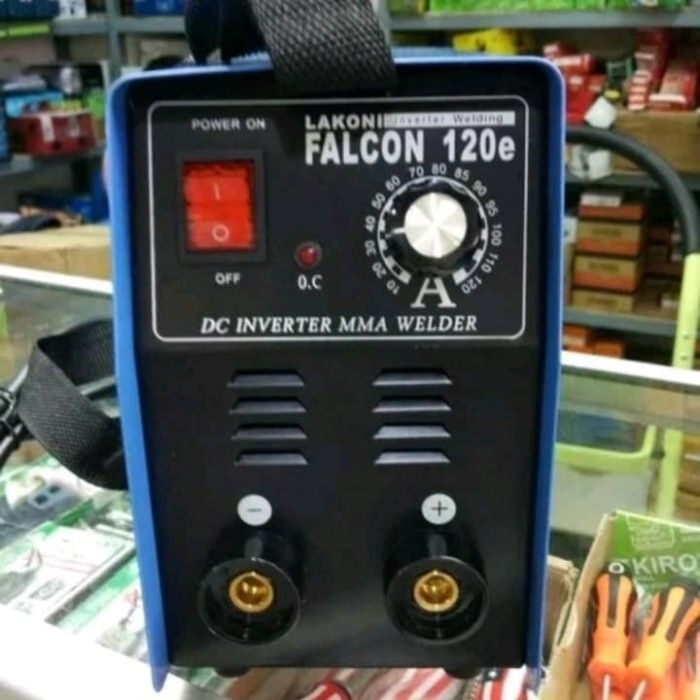 POWER ON
LAKONI Inverter Welding
FALCON 120e
I
O
OFF
O.C
10 20 30 40 50 60 70 80 85 90 95 100 110 120
A
DC INVERTER MMA WELDER
- +
KIRO